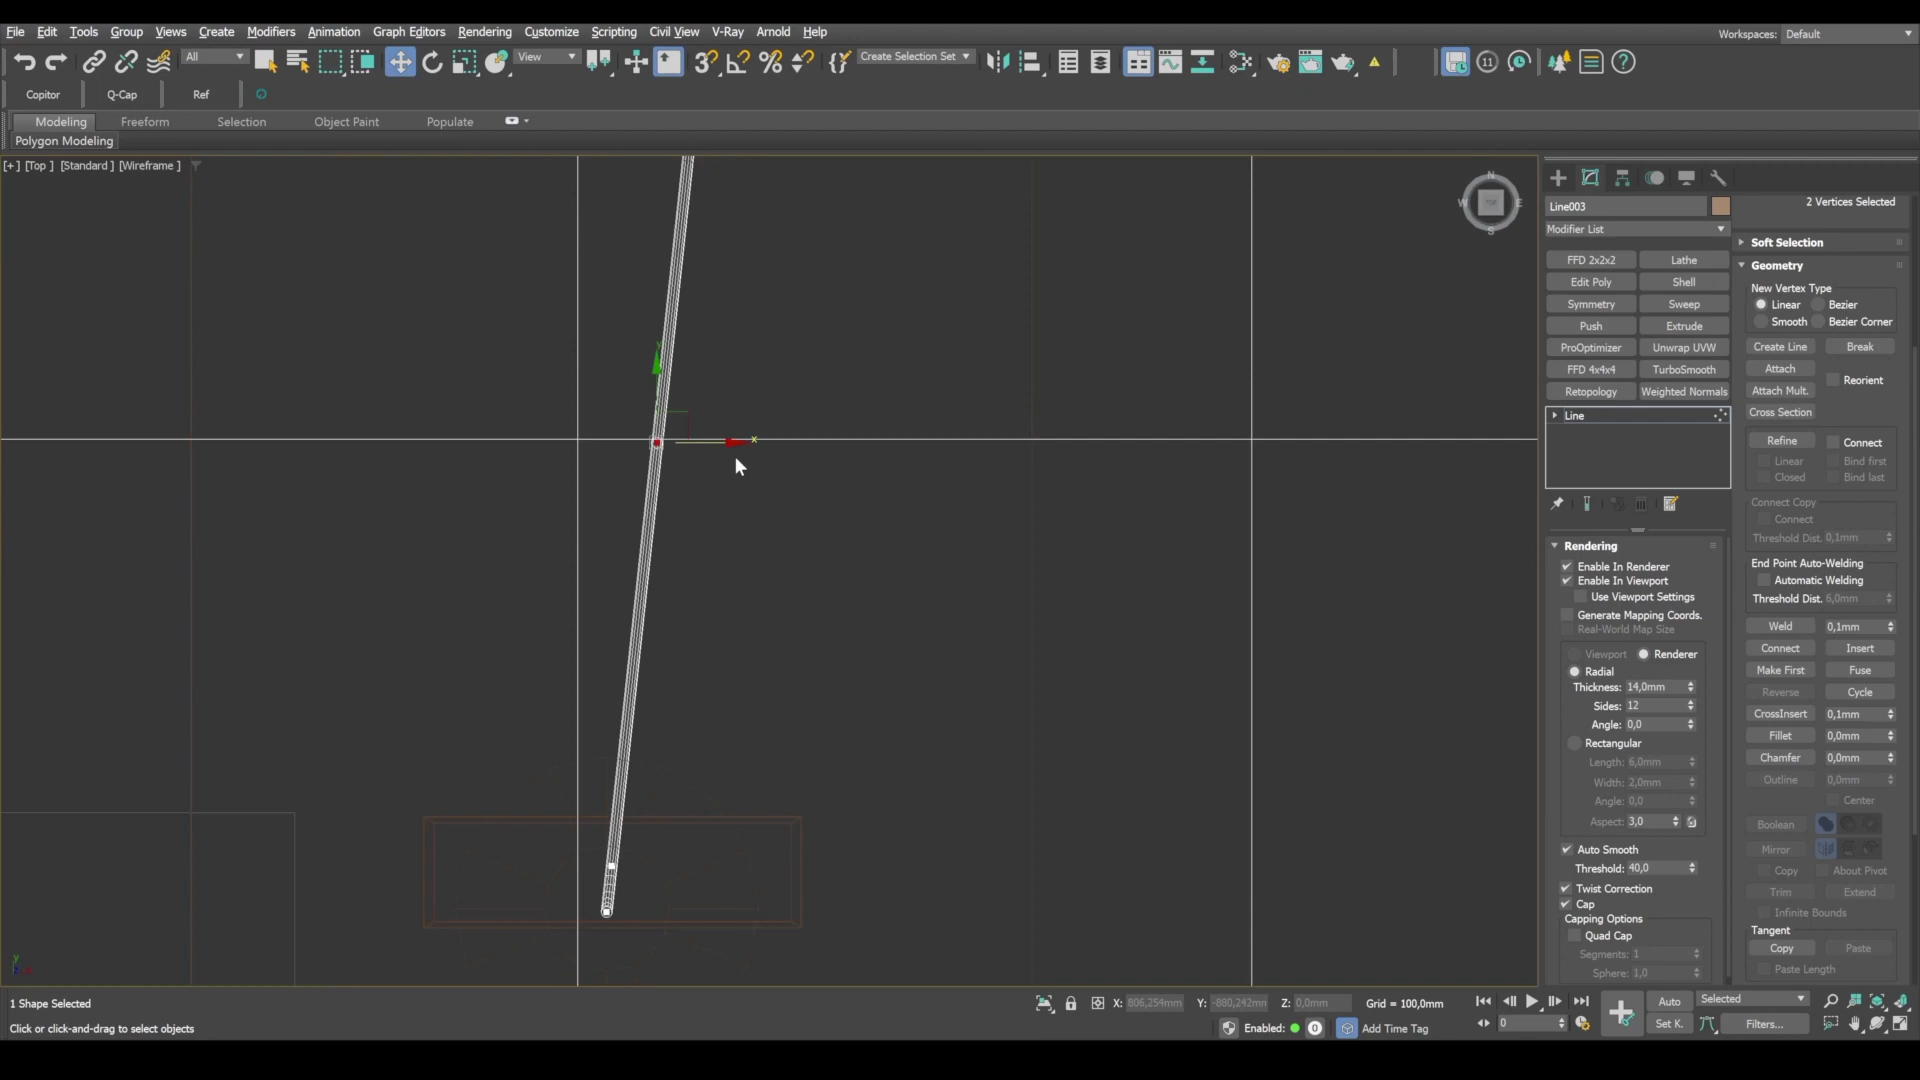 File Edit Tools Group Views Create Modifiers Animation Graph Editors Rendering Customize Scripting Civil View V-Ray Arnold Help
Workspaces: Default
All
View
Create Selection Set
11
Copitor Q-Cap Ref
Modeling Freeform Selection Object Paint Populate
Polygon Modeling
[+] [Top ] [Standard ] [Wireframe ]
N
W E
S
TOP
y
x
y
Line003
2 Vertices Selected
Modifier List
FFD 2x2x2 Lathe
Edit Poly Shell
Symmetry Sweep
Push Extrude
ProOptimizer Unwrap UVW
FFD 4x4x4 TurboSmooth
Retopology Weighted Normals
Line
Rendering
Enable In Renderer
Enable In Viewport
Use Viewport Settings
Generate Mapping Coords.
Real-World Map Size
Viewport Renderer
Radial
Thickness: 14,0mm
Sides: 12
Angle: 0,0
Rectangular
Length: 6,0mm
Width: 2,0mm
Angle: 0,0
Aspect: 3,0
Auto Smooth
Threshold: 40,0
Twist Correction
Cap
Capping Options
Quad Cap
Segments: 1
Sphere: 1,0
Soft Selection
Geometry
New Vertex Type
Linear Bezier
Smooth Bezier Corner
Create Line Break
Attach
Reorient
Attach Mult.
Cross Section
Refine Connect
Linear Bind first
Closed Bind last
Connect Copy
Connect
Threshold Dist. 0,1mm
End Point Auto-Welding
Automatic Welding
Threshold Dist. 6,0mm
Weld 0,1mm
Connect Insert
Make First Fuse
Reverse Cycle
CrossInsert 0,1mm
Fillet 0,0mm
Chamfer 0,0mm
Outline 0,0mm
Center
Boolean
Mirror
Copy About Pivot
Trim Extend
Infinite Bounds
Tangent
Copy Paste
Paste Length
1 Shape Selected
Click or click-and-drag to select objects
X: 806,254mm Y: -880,242mm Z: 0,0mm Grid = 100,0mm
Enabled: 0 Add Time Tag
0
Auto Selected
Set K. Filters...